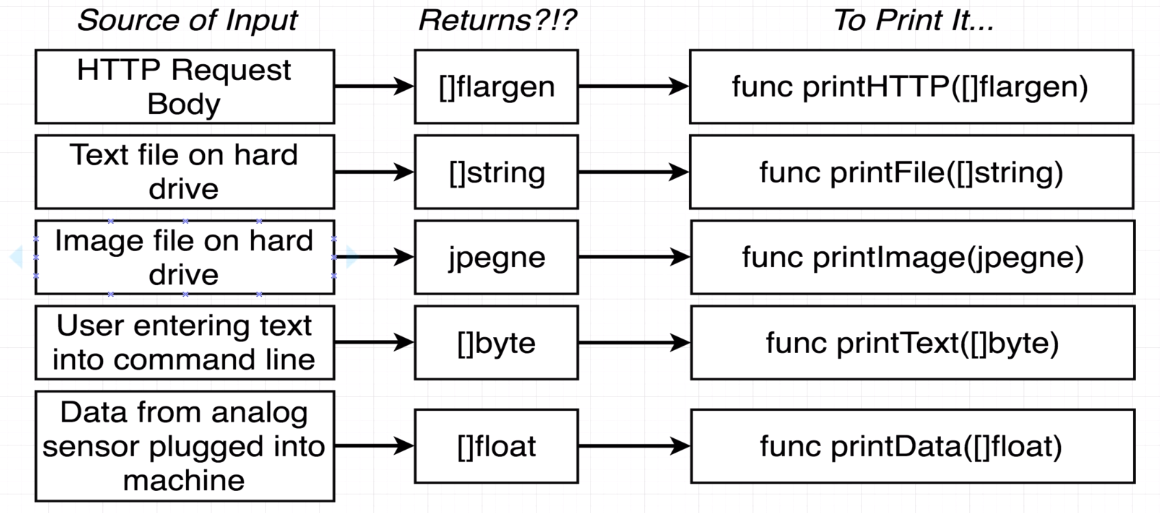 Source of Input
Returns?!?
To Print It...
HTTP Request
Body
[]flargen
func printHTTP([]flargen)
Text file on hard
drive
[]string
func printFile([]string)
Image file on hard
drive
jpegne
func printImage(jpegne)
User entering text
into command line
[]byte
func printText([]byte)
Data from analog
sensor plugged into
machine
[]float
func printData([]float)